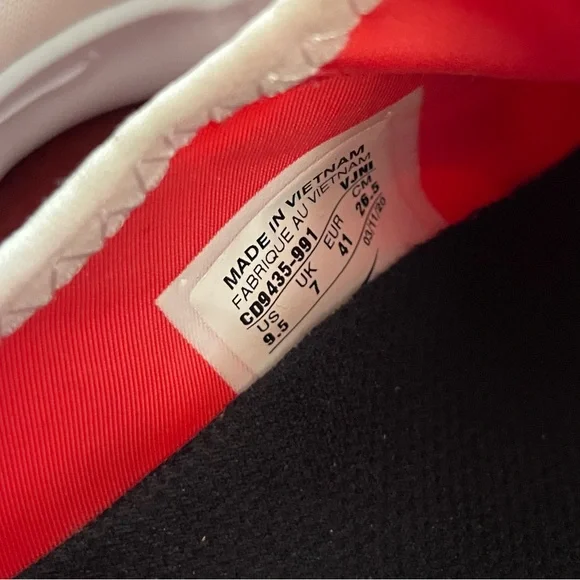 MADE IN VIETNAM
FABRIQUE AU VIETNAM
CD9435-991 VJNI
US UK EUR CM
9.5 7 41 26.5
03/11/20